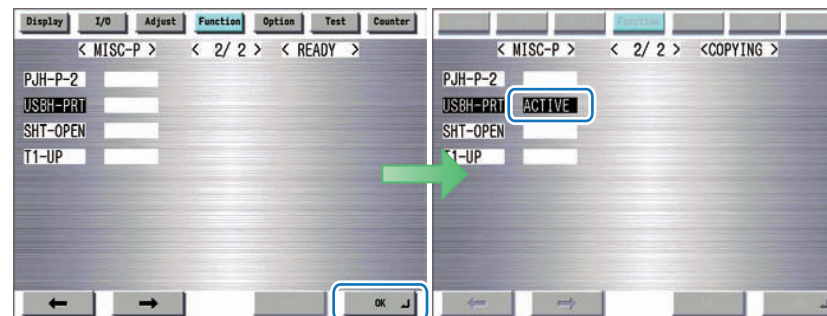 Display I/O Adjust Function Option Test Counter
< MISC-P > < 2/ 2 > < READY >
PJH-P-2
USBH-PRT
SHT-OPEN
T1-UP
OK
Function
< MISC-P > < 2/ 2 > <COPYING >
PJH-P-2
USBH-PRT ACTIVE
SHT-OPEN
T1-UP